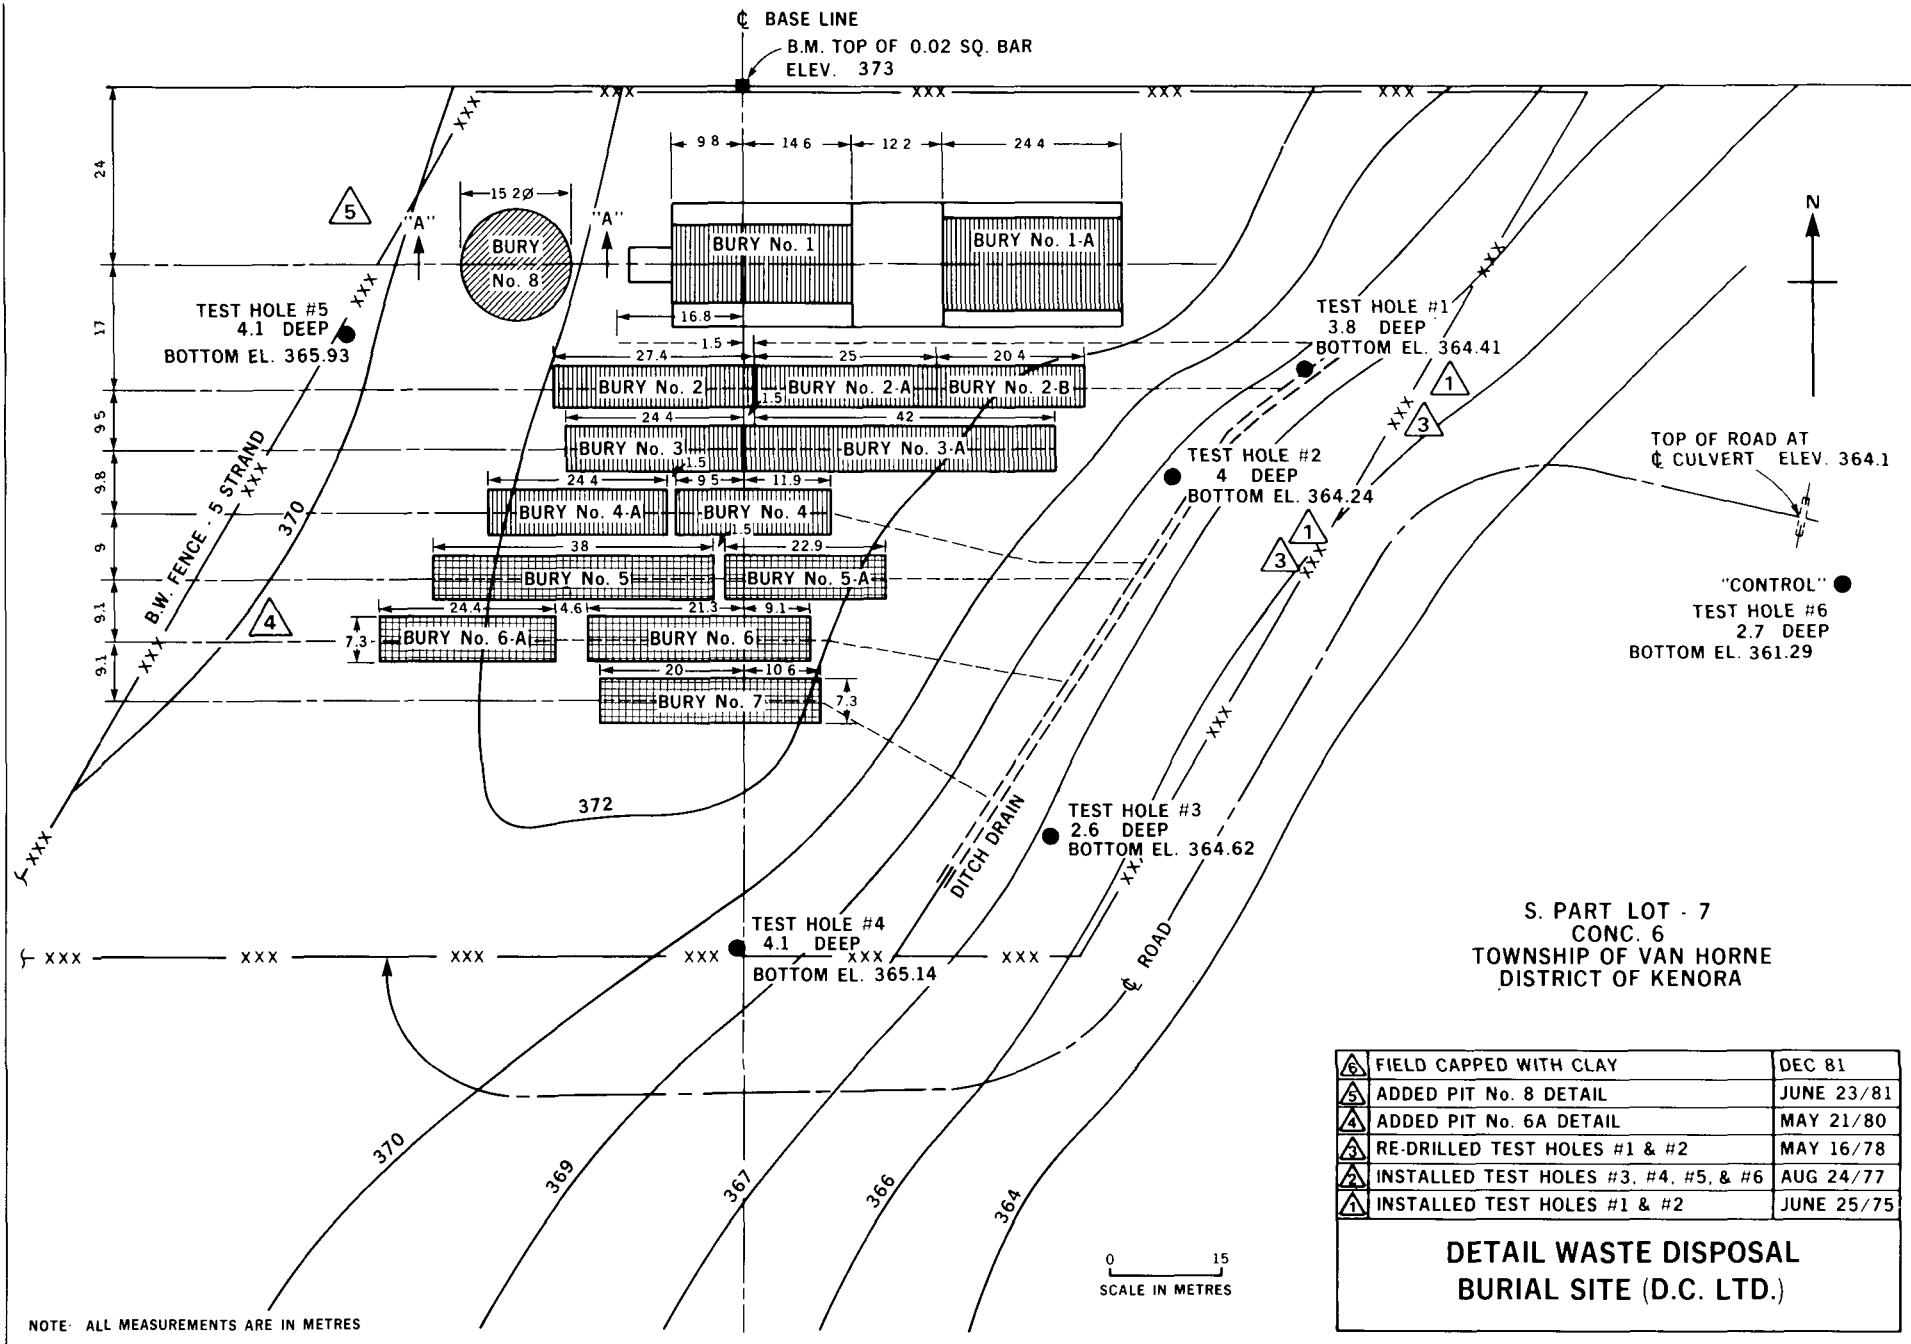 ℄ BASE LINE
B.M. TOP OF 0.02 SQ. BAR
ELEV. 373
XXX
XXX
XXX
XXX
XXX
9 8
14 6
12 2
24 4
24
15 2Ø
5
"A"
"A"
N
BURY
No. 8
BURY No. 1
BURY No. 1-A
XXX
XXX
16.8
TEST HOLE #5
4.1 DEEP
BOTTOM EL. 365.93
TEST HOLE #1
3.8 DEEP
BOTTOM EL. 364.41
17
1.5
27.4
25
20 4
BURY No. 2
BURY No. 2-A
BURY No. 2-B
1
1.5
9 5
24 4
42
XXX
3
BURY No. 3
BURY No. 3-A
1.5
B.W. FENCE - 5 STRAND
XXX
TOP OF ROAD AT
℄ CULVERT ELEV. 364.1
TEST HOLE #2
4 DEEP
BOTTOM EL. 364.24
9.8
24 4
9 5
11.9
BURY No. 4-A
BURY No. 4
370
1.5
1
3
XXX
9
38
22.9
BURY No. 5
BURY No. 5-A
"CONTROL"
TEST HOLE #6
2.7 DEEP
BOTTOM EL. 361.29
9.1
24.4
4.6
21.3
9.1
4
7.3
BURY No. 6-A
BURY No. 6
XXX
9.1
20
10 6
BURY No. 7
7.3
XXX
372
TEST HOLE #3
2.6 DEEP
BOTTOM EL. 364.62
DITCH DRAIN
XXX
XX
TEST HOLE #4
4.1 DEEP
BOTTOM EL. 365.14
XXX
XXX
XXX
XXX
XXX
XXX
℄ ROAD
S. PART LOT - 7
CONC. 6
TOWNSHIP OF VAN HORNE
DISTRICT OF KENORA
370
369
367
366
364
6 FIELD CAPPED WITH CLAY DEC 81
5 ADDED PIT No. 8 DETAIL JUNE 23/81
4 ADDED PIT No. 6A DETAIL MAY 21/80
3 RE-DRILLED TEST HOLES #1 & #2 MAY 16/78
2 INSTALLED TEST HOLES #3, #4, #5, & #6 AUG 24/77
1 INSTALLED TEST HOLES #1 & #2 JUNE 25/75
DETAIL WASTE DISPOSAL
BURIAL SITE (D.C. LTD.)
0 15
SCALE IN METRES
NOTE: ALL MEASUREMENTS ARE IN METRES